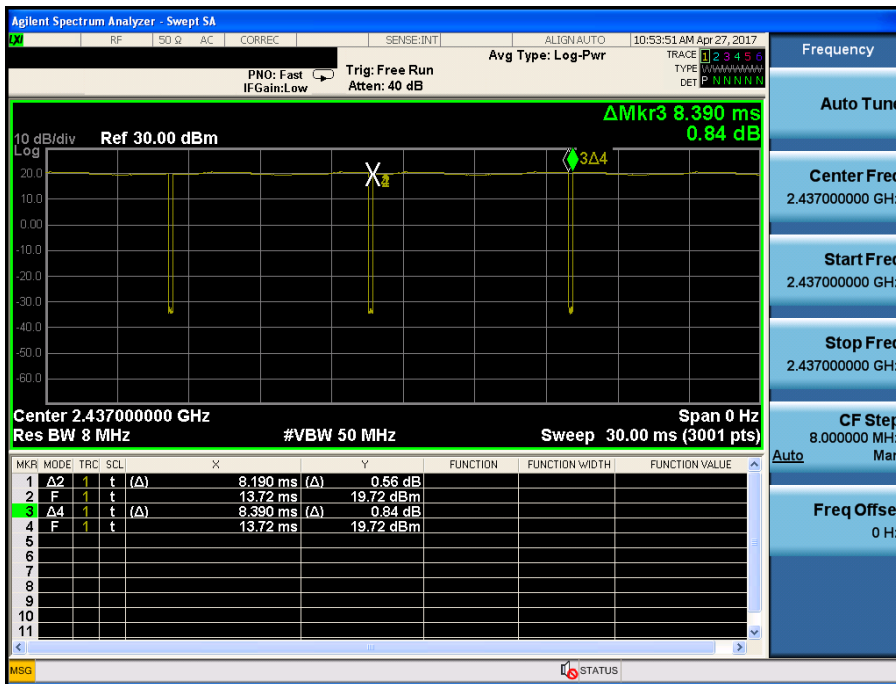 Agilent Spectrum Analyzer - Swept SA
LXI RF 50 Ω AC CORREC SENSE:INT ALIGN AUTO 10:53:51 AM Apr 27, 2017
Frequency
PNO: Fast
IFGain:Low
Trig: Free Run
Atten: 40 dB
Avg Type: Log-Pwr
TRACE 1 2 3 4 5 6
TYPE WWWWWW
DET P N N N N N
ΔMkr3 8.390 ms
0.84 dB
10 dB/div Ref 30.00 dBm
Log
20.0
10.0
0.00
-10.0
-20.0
-30.0
-40.0
-50.0
-60.0
3Δ4
2
Center 2.437000000 GHz Span 0 Hz
Res BW 8 MHz #VBW 50 MHz Sweep 30.00 ms (3001 pts)
MKR MODE TRC SCL X Y FUNCTION FUNCTION WIDTH FUNCTION VALUE
1 Δ2 1 t (Δ) 8.190 ms (Δ) 0.56 dB
2 F 1 t 13.72 ms 19.72 dBm
3 Δ4 1 t (Δ) 8.390 ms (Δ) 0.84 dB
4 F 1 t 13.72 ms 19.72 dBm
5
6
7
8
9
10
11
MSG STATUS
Auto Tune
Center Freq
2.437000000 GHz
Start Freq
2.437000000 GHz
Stop Freq
2.437000000 GHz
CF Step
8.000000 MHz
Auto Man
Freq Offset
0 Hz